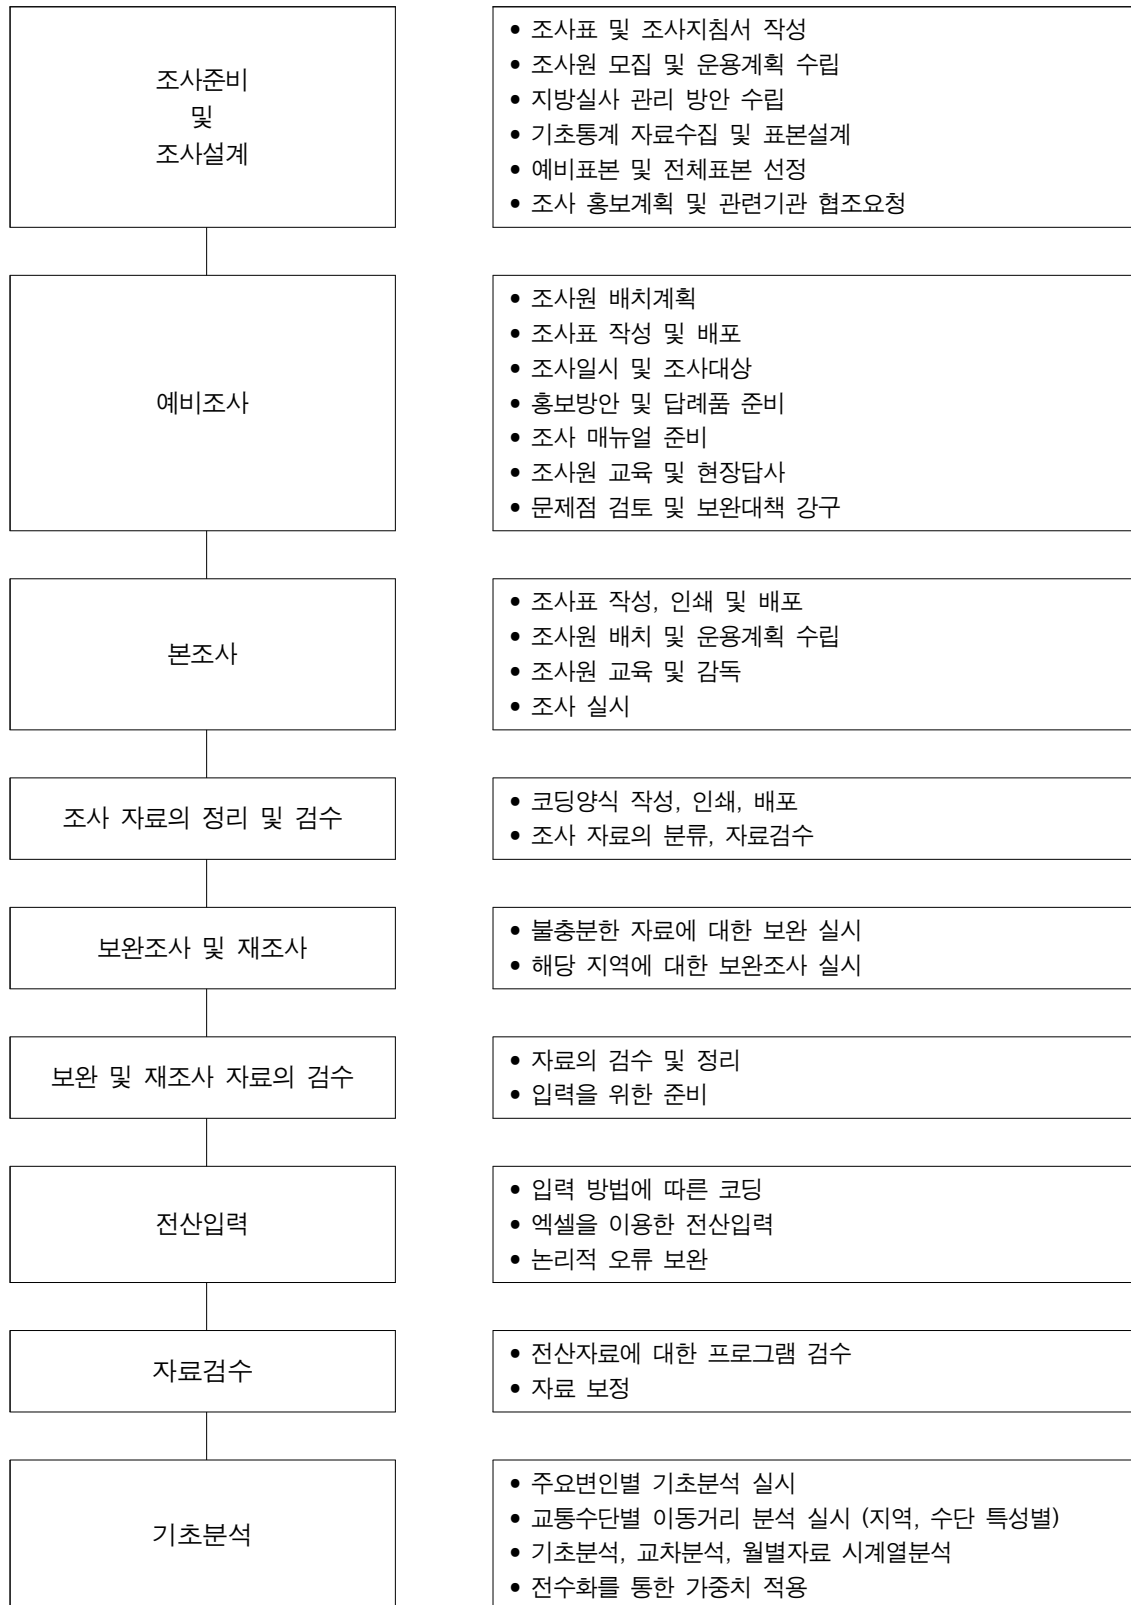 조사준비
및
조사설계
• 조사표 및 조사지침서 작성
• 조사원 모집 및 운용계획 수립
• 지방실사 관리 방안 수립
• 기초통계 자료수집 및 표본설계
• 예비표본 및 전체표본 선정
• 조사 홍보계획 및 관련기관 협조요청
예비조사
• 조사원 배치계획
• 조사표 작성 및 배포
• 조사일시 및 조사대상
• 홍보방안 및 답례품 준비
• 조사 매뉴얼 준비
• 조사원 교육 및 현장답사
• 문제점 검토 및 보완대책 강구
본조사
• 조사표 작성, 인쇄 및 배포
• 조사원 배치 및 운용계획 수립
• 조사원 교육 및 감독
• 조사 실시
조사 자료의 정리 및 검수
• 코딩양식 작성, 인쇄, 배포
• 조사 자료의 분류, 자료검수
보완조사 및 재조사
• 불충분한 자료에 대한 보완 실시
• 해당 지역에 대한 보완조사 실시
보완 및 재조사 자료의 검수
• 자료의 검수 및 정리
• 입력을 위한 준비
전산입력
• 입력 방법에 따른 코딩
• 엑셀을 이용한 전산입력
• 논리적 오류 보완
자료검수
• 전산자료에 대한 프로그램 검수
• 자료 보정
기초분석
• 주요변인별 기초분석 실시
• 교통수단별 이동거리 분석 실시 (지역, 수단 특성별)
• 기초분석, 교차분석, 월별자료 시계열분석
• 전수화를 통한 가중치 적용